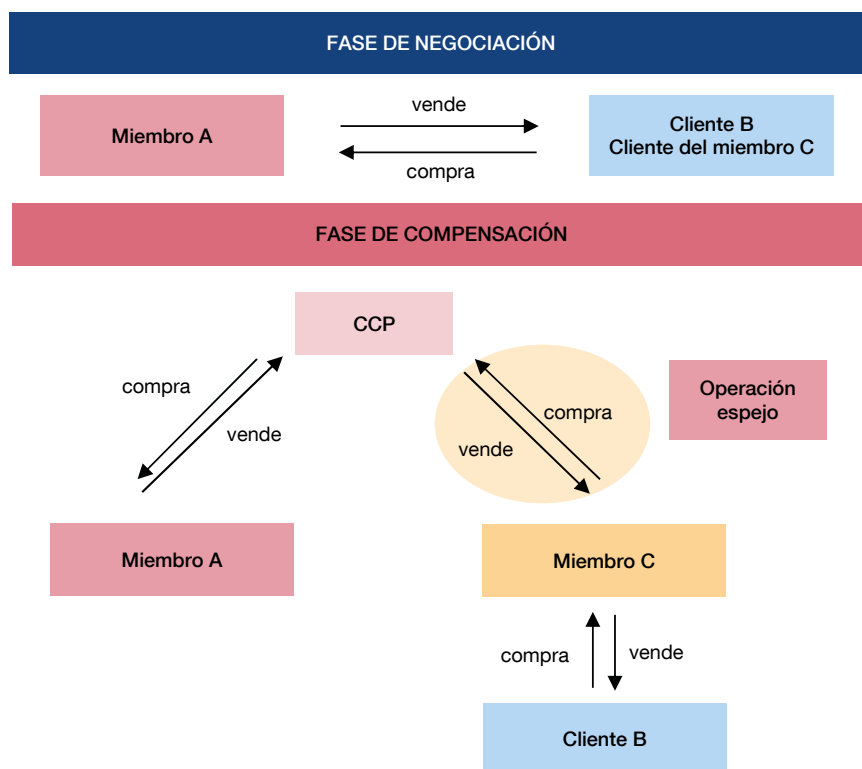 FASE DE NEGOCIACIÓN
Miembro A
vende
compra
Cliente B
Cliente del miembro C
FASE DE COMPENSACIÓN
CCP
compra
vende
compra
vende
Operación
espejo
Miembro A
Miembro C
compra
vende
Cliente B